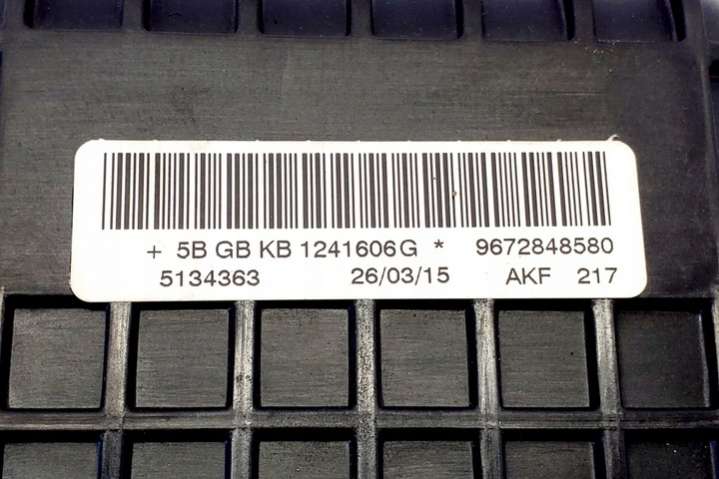 + 5B GB KB 1241606G * 9672848580
5134363 26/03/15 AKF 217